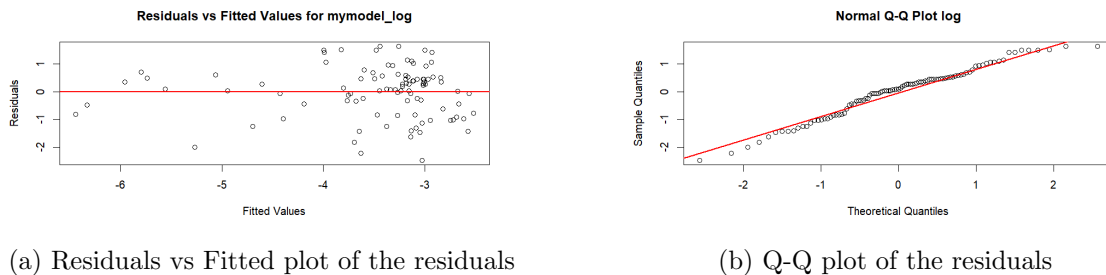 Residuals vs Fitted Values for mymodel_log
Residuals
1
0
-1
-2
-6
-5
-4
-3
Fitted Values
(a) Residuals vs Fitted plot of the residuals
Normal Q-Q Plot log
Sample Quantiles
1
0
-1
-2
-2
-1
0
1
2
Theoretical Quantiles
(b) Q-Q plot of the residuals